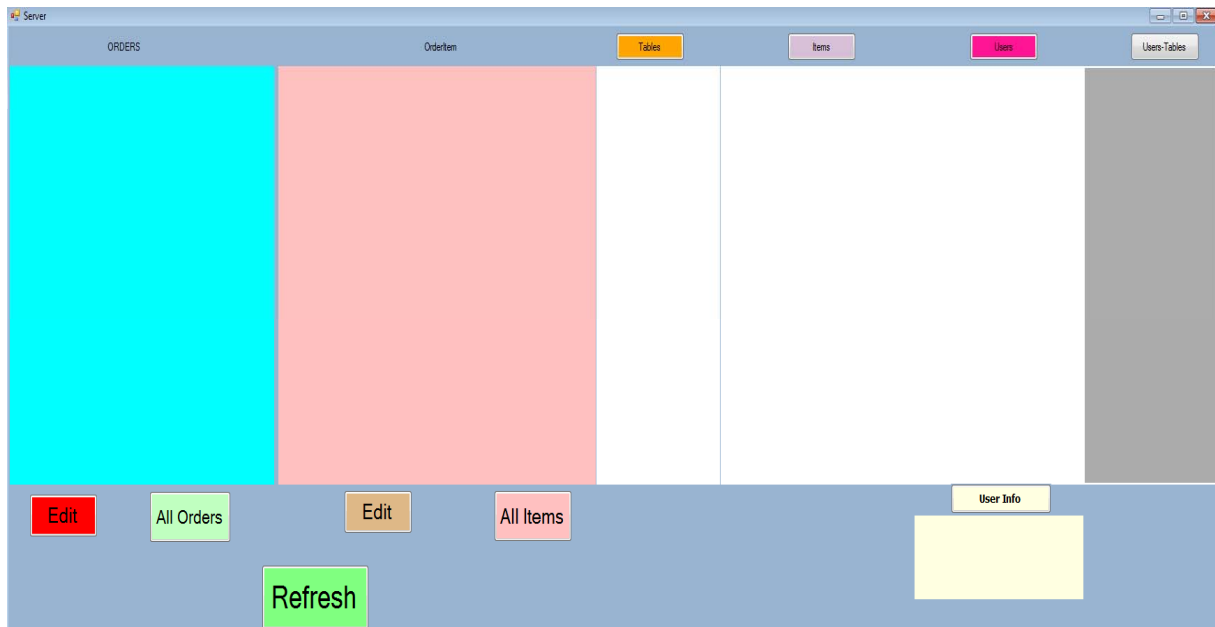 Server
ORDERS
OrderItem
Tables
Items
Users
Users-Tables
Edit
All Orders
Edit
All Items
User Info
Refresh